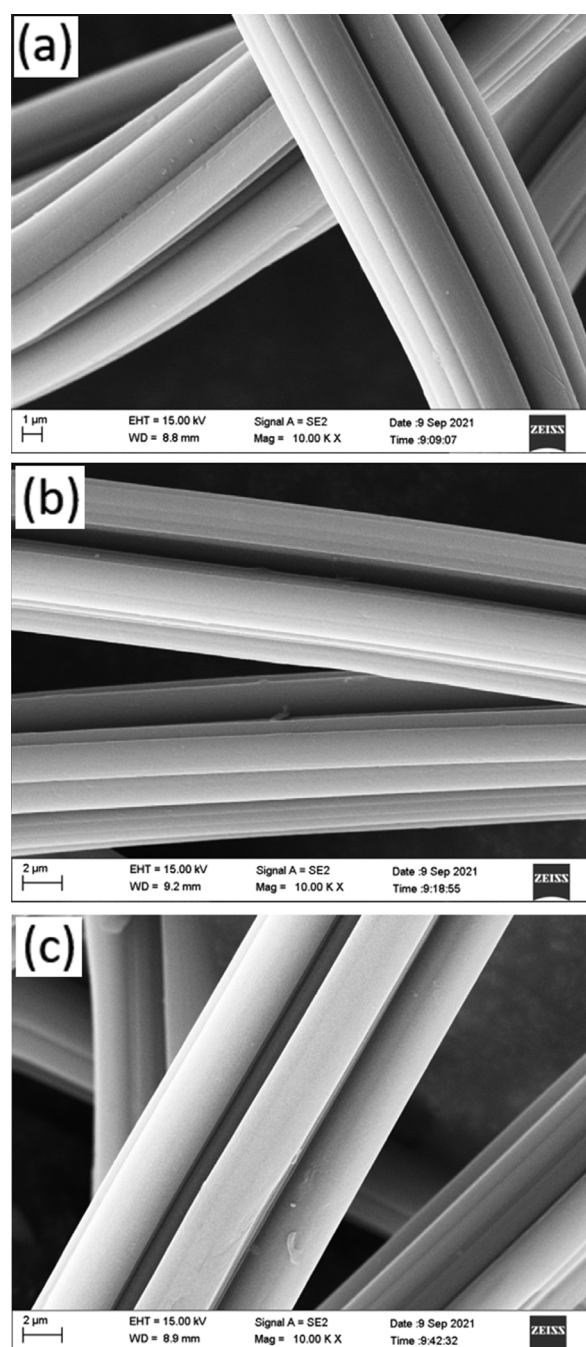 (a)
1 µm EHT = 15.00 kV Signal A = SE2 Date :9 Sep 2021 ZEISS
WD = 8.8 mm Mag = 10.00 K X Time :9:09:07
(b)
2 µm EHT = 15.00 kV Signal A = SE2 Date :9 Sep 2021 ZEISS
WD = 9.2 mm Mag = 10.00 K X Time :9:18:55
(c)
2 µm EHT = 15.00 kV Signal A = SE2 Date :9 Sep 2021 ZEISS
WD = 8.9 mm Mag = 10.00 K X Time :9:42:32